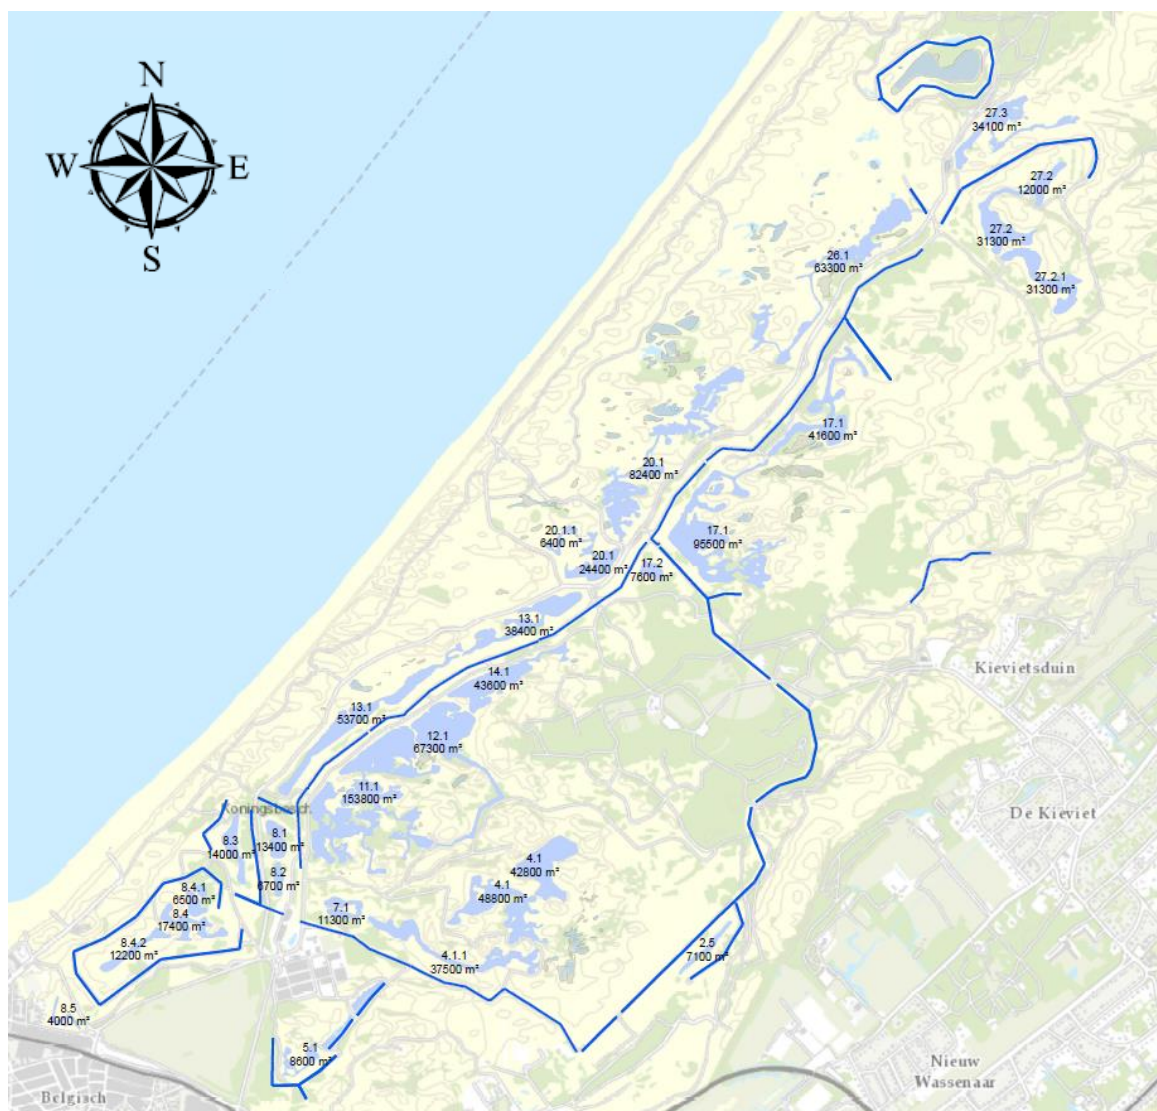 N
W
E
S
27.3
34100 m²
27.2
12000 m²
27.2
31300 m²
27.2.1
31300 m²
26.1
63300 m²
17.1
41600 m²
20.1
82400 m²
20.1.1
6400 m²
20.1
24400 m²
17.1
95500 m²
17.2
7600 m²
13.1
38400 m²
14.1
43600 m²
Kievietsduin
13.1
53700 m²
12.1
67300 m²
11.1
153800 m²
Koningsbosch
8.1
13400 m²
8.3
14000 m²
De Kieviet
8.2
6700 m²
4.1
42800 m²
4.1
48800 m²
8.4.1
6500 m²
8.4
17400 m²
7.1
11300 m²
8.4.2
12200 m²
4.1.1
37500 m²
2.5
7100 m²
8.5
4000 m²
5.1
8600 m²
Nieuw
Wassenaar
Belgisch